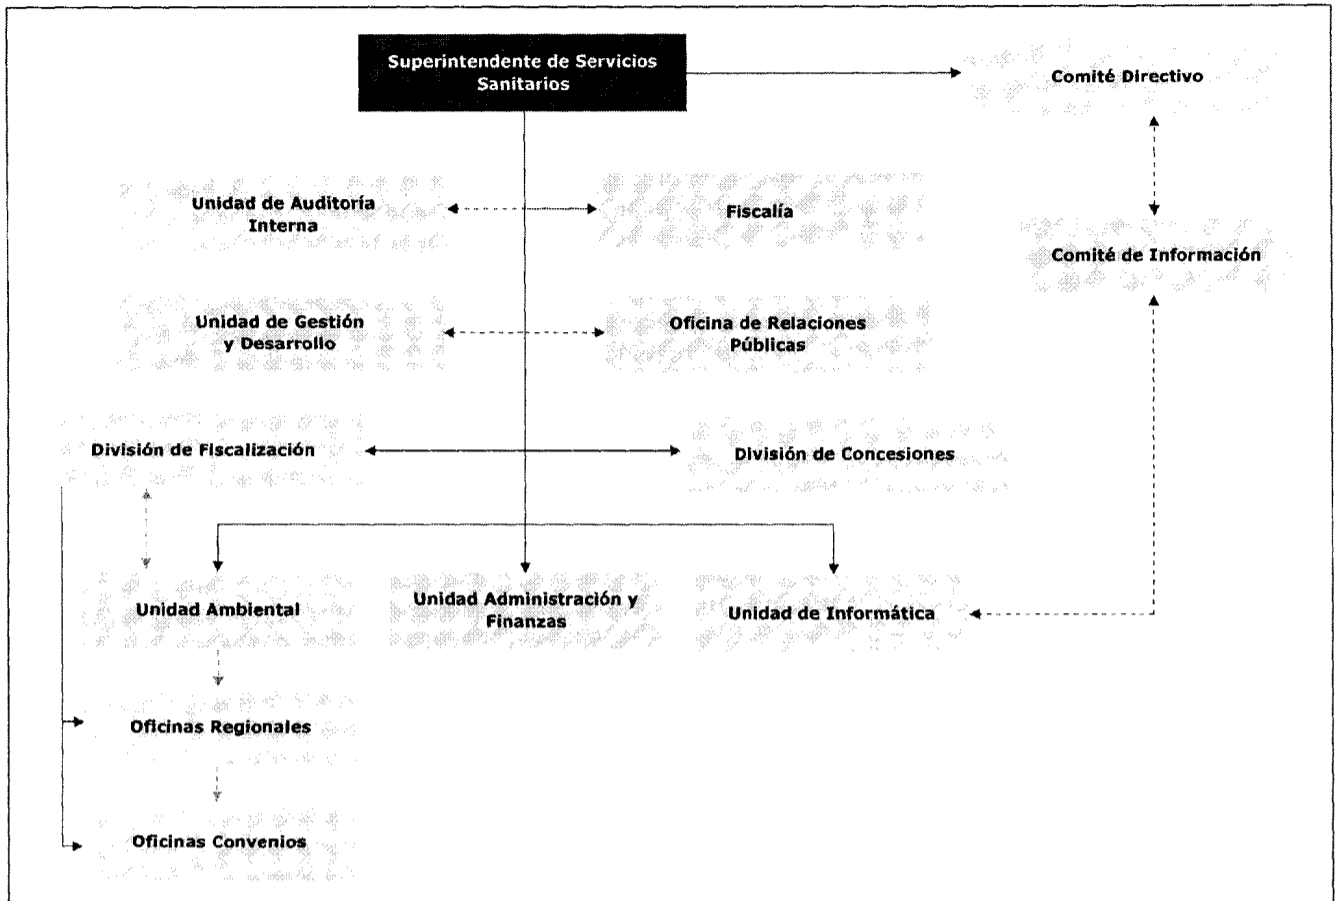 Superintendente de Servicios
Sanitarios
Comité Directivo
Unidad de Auditoría
Interna
Fiscalía
Comité de Información
Unidad de Gestión
y Desarrollo
Oficina de Relaciones
Públicas
División de Fiscalización
División de Concesiones
Unidad Ambiental
Unidad Administración y
Finanzas
Unidad de Informática
Oficinas Regionales
Oficinas Convenios